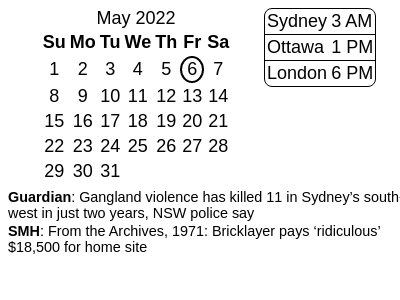 May 2022
Su Mo Tu We Th Fr Sa
1 2 3 4 5 6 7
8 9 10 11 12 13 14
15 16 17 18 19 20 21
22 23 24 25 26 27 28
29 30 31
Sydney 3 AM
Ottawa 1 PM
London 6 PM
Guardian: Gangland violence has killed 11 in Sydney’s south-
west in just two years, NSW police say
SMH: From the Archives, 1971: Bricklayer pays ‘ridiculous’
$18,500 for home site